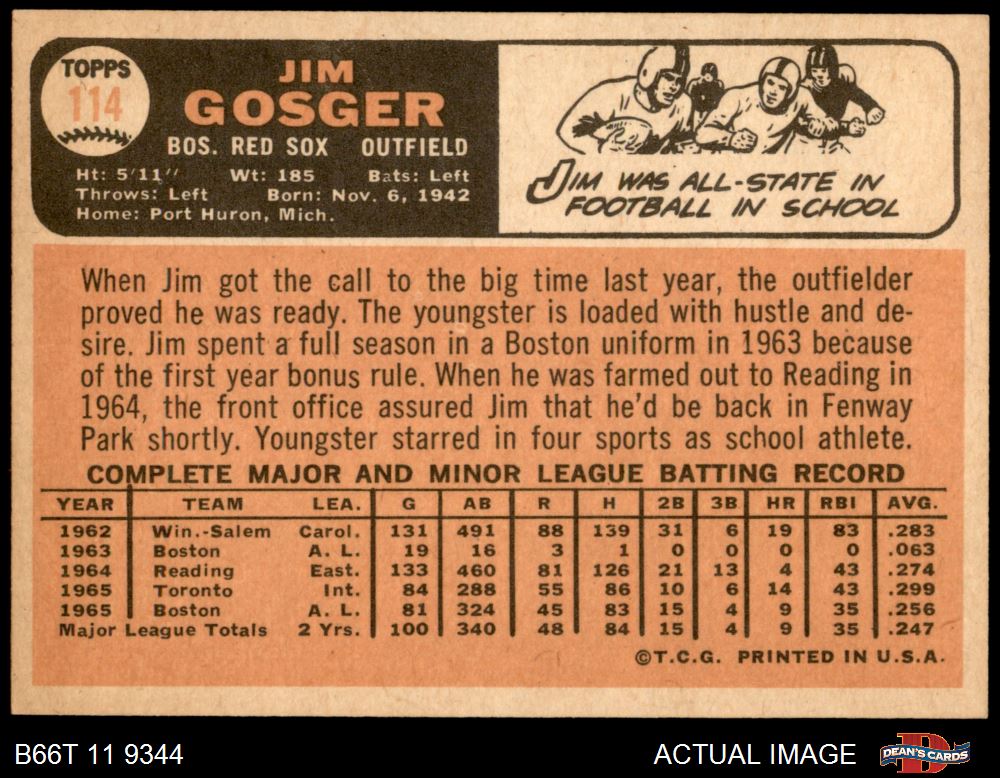 TOPPS
114
JIM
GOSGER
BOS. RED SOX OUTFIELD
Ht: 5'11" Wt: 185 Bats: Left
Throws: Left Born: Nov. 6, 1942
Home: Port Huron, Mich.
JIM WAS ALL-STATE IN
FOOTBALL IN SCHOOL
When Jim got the call to the big time last year, the outfielder
proved he was ready. The youngster is loaded with hustle and de-
sire. Jim spent a full season in a Boston uniform in 1963 because
of the first year bonus rule. When he was farmed out to Reading in
1964, the front office assured Jim that he'd be back in Fenway
Park shortly. Youngster starred in four sports as school athlete.
COMPLETE MAJOR AND MINOR LEAGUE BATTING RECORD
YEAR TEAM LEA. G AB R H 2B 3B HR RBI AVG.
1962 Win.-Salem Carol. 131 491 88 139 31 6 19 83 .283
1963 Boston A. L. 19 16 3 1 0 0 0 0 .063
1964 Reading East. 133 460 81 126 21 13 4 43 .274
1965 Toronto Int. 84 288 55 86 10 6 14 43 .299
1965 Boston A. L. 81 324 45 83 15 4 9 35 .256
Major League Totals 2 Yrs. 100 340 48 84 15 4 9 35 .247
©T.C.G. PRINTED IN U.S.A.
B66T 11 9344 ACTUAL IMAGE DEAN'S CARDS